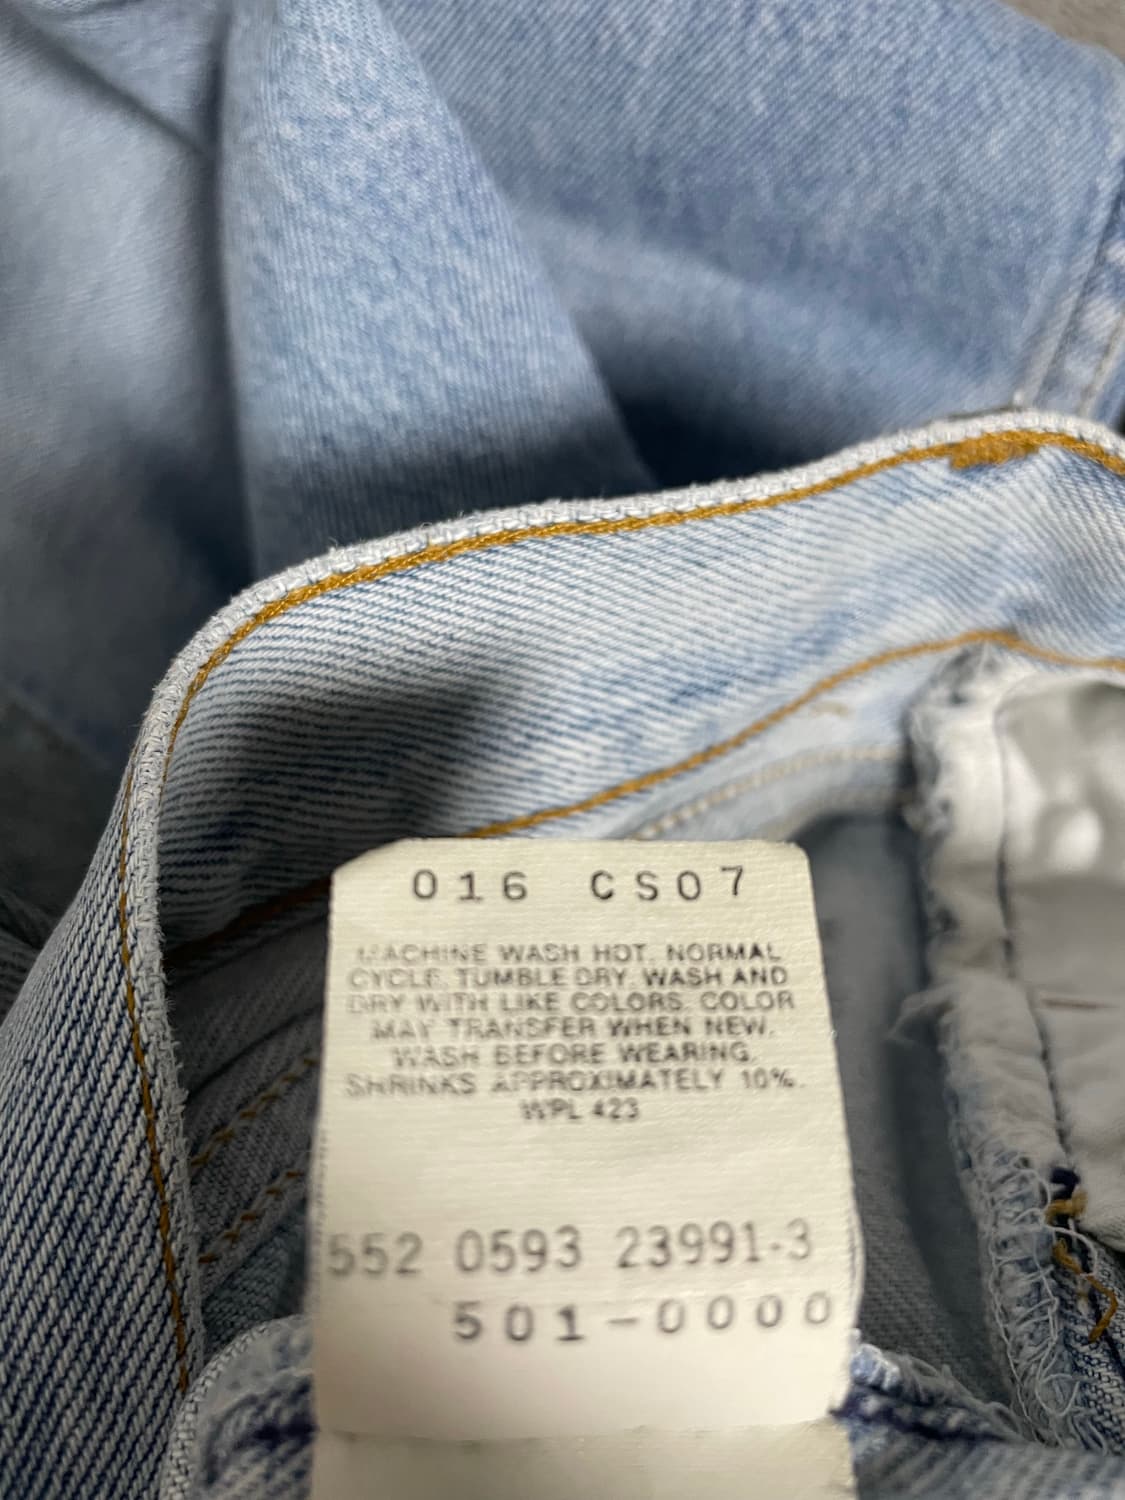 016 CS07
MACHINE WASH HOT. NORMAL
CYCLE. TUMBLE DRY. WASH AND
DRY WITH LIKE COLORS. COLOR
MAY TRANSFER WHEN NEW.
WASH BEFORE WEARING.
SHRINKS APPROXIMATELY 10%.
WPL 423
552 0593 23991-3
501-0000